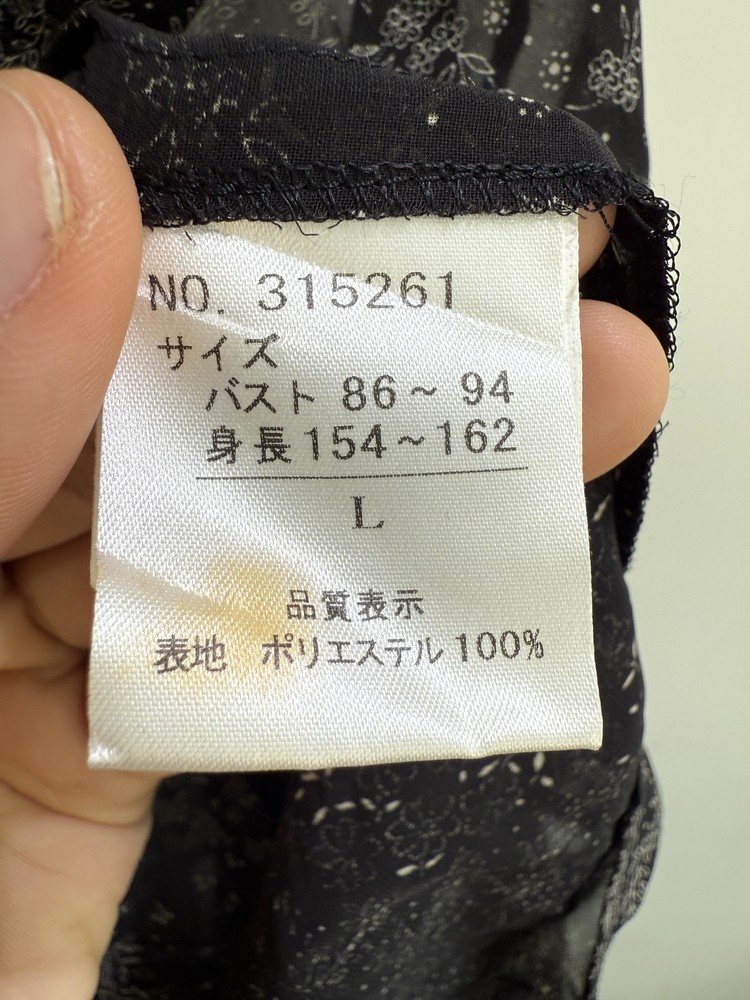 NO. 315261
サイズ
バスト 86～94
身長154～162
L
品質表示
表地 ポリエステル100%